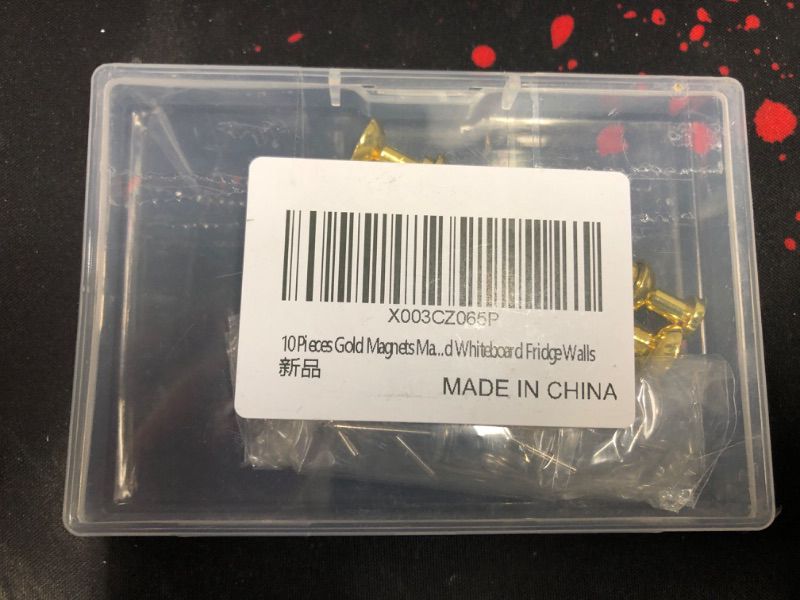 X003CZ065P
10 Pieces Gold Magnets Ma...d Whiteboard Fridge Walls
新品
MADE IN CHINA